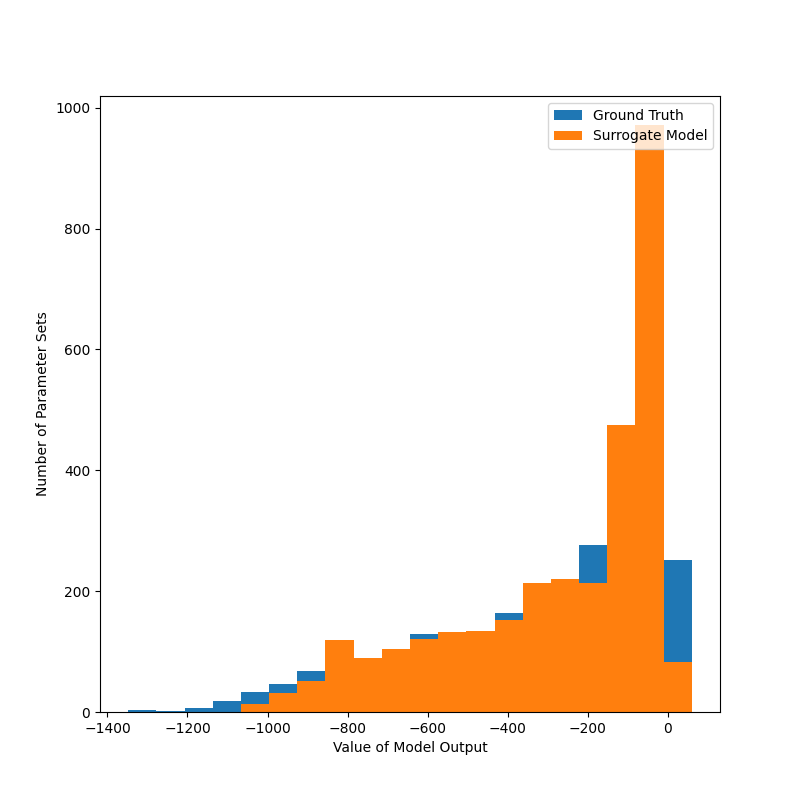 Ground Truth
Surrogate Model
1000
800
600
400
200
0
Number of Parameter Sets
−1400 −1200 −1000 −800 −600 −400 −200 0
Value of Model Output